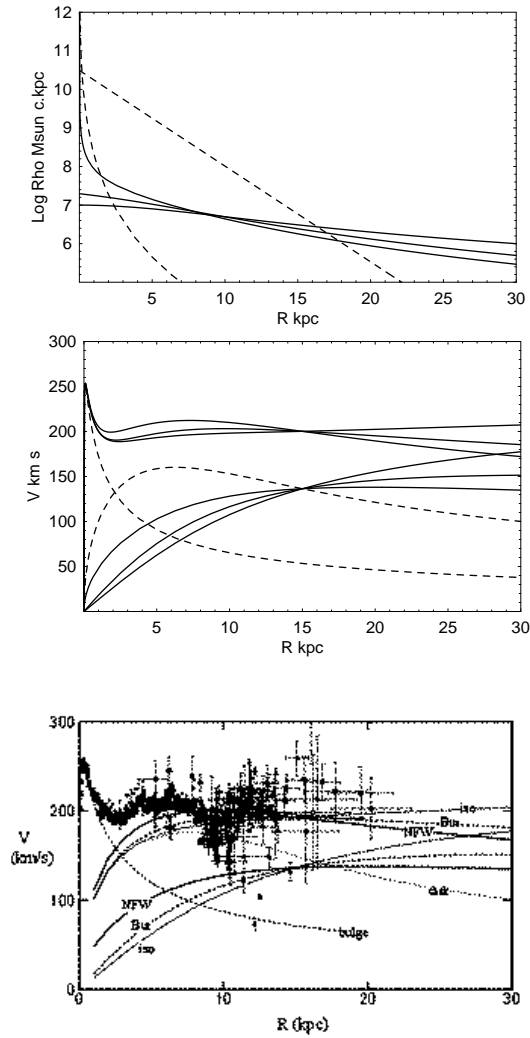 12
11
10
9
8
7
6
Log Rho Msun c.kpc
5 10 15 20 25 30
R kpc
300
250
200
150
100
50
V km s
5 10 15 20 25 30
R kpc
300
200
V
(km/s)
100
0
iso
Bur
NFW
disk
NFW
Bur
iso
bulge
0 10 20 30
R (kpc)